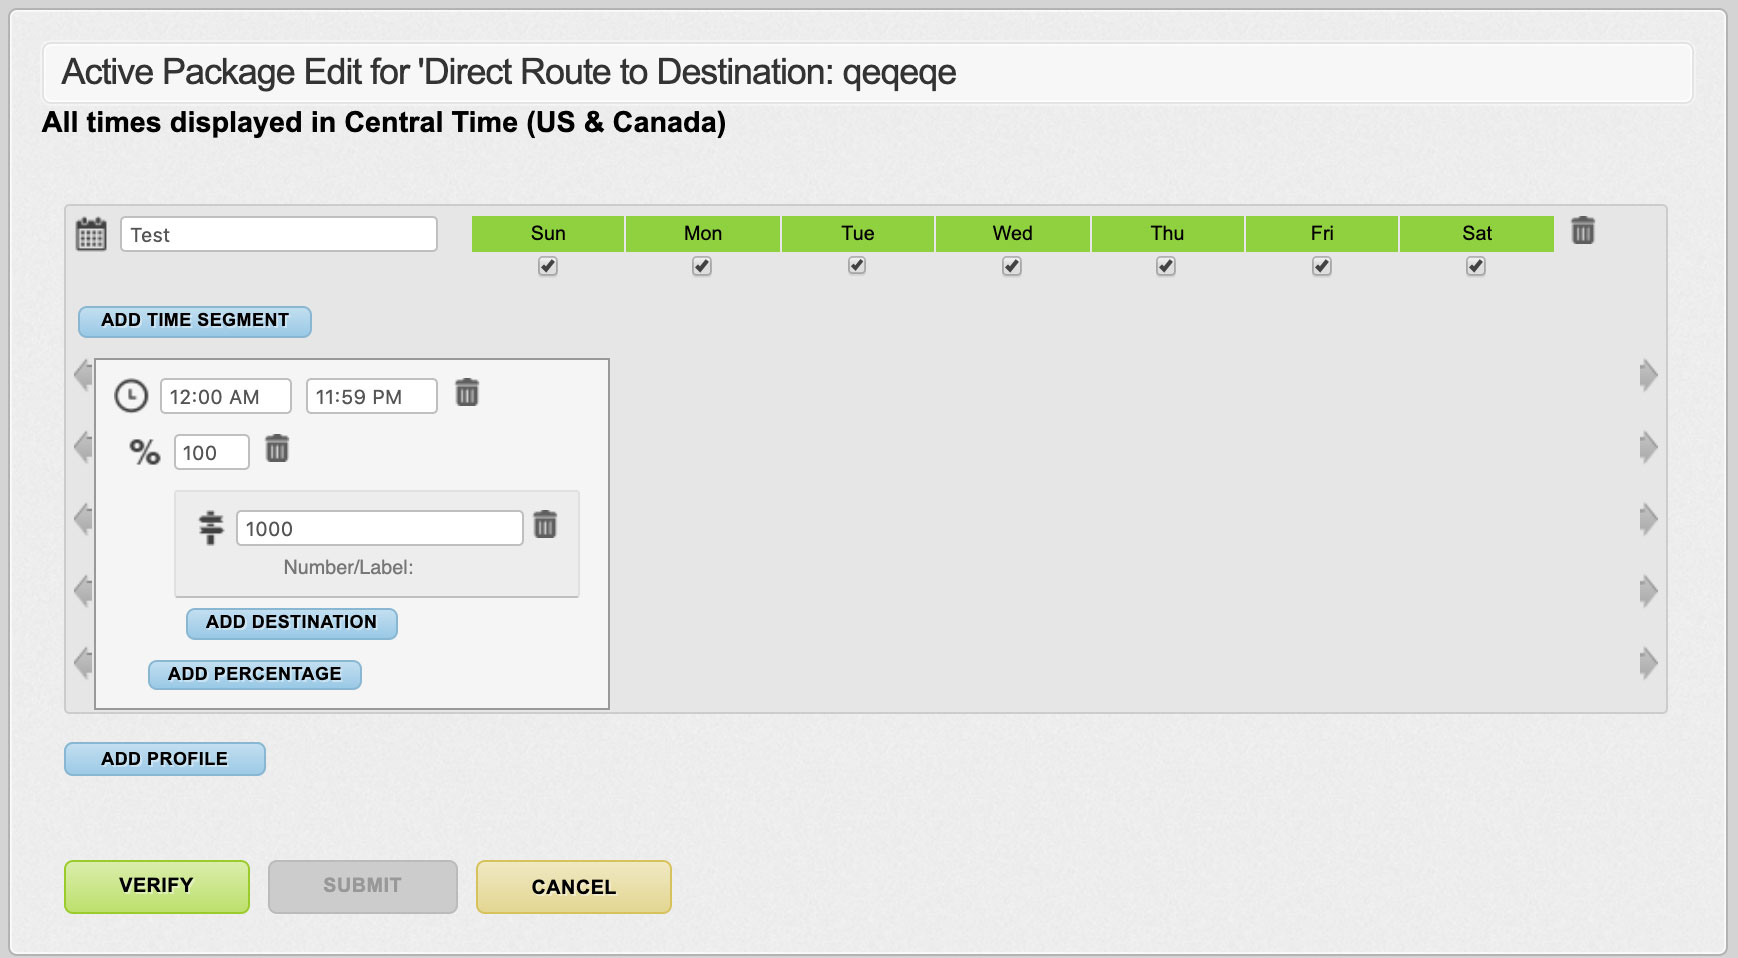 Active Package Edit for 'Direct Route to Destination: qeqeqe
All times displayed in Central Time (US & Canada)
Test Sun Mon Tue Wed Thu Fri Sat
ADD TIME SEGMENT
12:00 AM 11:59 PM
% 100
1000
Number/Label:
ADD DESTINATION
ADD PERCENTAGE
ADD PROFILE
VERIFY SUBMIT CANCEL